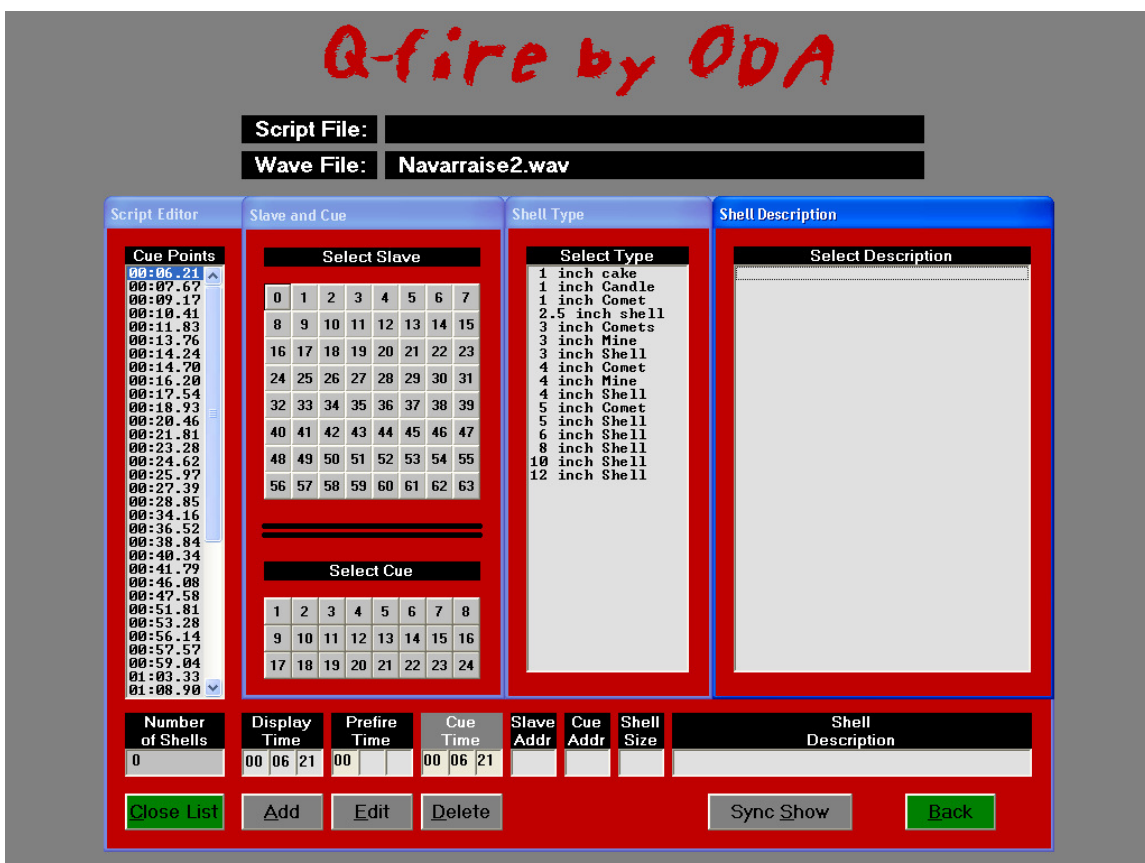 Q-fire by ODA
Script File:
Wave File: Navarraise2.wav
Script Editor
Cue Points
00:06.21
00:07.67
00:09.17
00:10.41
00:11.83
00:13.76
00:14.24
00:14.70
00:16.20
00:17.54
00:18.93
00:20.46
00:21.81
00:23.28
00:24.62
00:25.97
00:27.39
00:28.85
00:34.16
00:36.52
00:38.84
00:40.34
00:41.79
00:46.08
00:47.58
00:51.81
00:53.28
00:56.14
00:57.57
00:59.04
01:03.33
01:08.90
Slave and Cue
Select Slave
0 1 2 3 4 5 6 7
8 9 10 11 12 13 14 15
16 17 18 19 20 21 22 23
24 25 26 27 28 29 30 31
32 33 34 35 36 37 38 39
40 41 42 43 44 45 46 47
48 49 50 51 52 53 54 55
56 57 58 59 60 61 62 63
Select Cue
1 2 3 4 5 6 7 8
9 10 11 12 13 14 15 16
17 18 19 20 21 22 23 24
Shell Type
Select Type
1 inch cake
1 inch Candle
1 inch Comet
2.5 inch shell
3 inch Comets
3 inch Mine
3 inch Shell
4 inch Comet
4 inch Mine
4 inch Shell
5 inch Comet
5 inch Shell
6 inch Shell
8 inch Shell
10 inch Shell
12 inch Shell
Shell Description
Select Description
Number
of Shells
0
Display
Time
00 06 21
Prefire
Time
00
Cue
Time
00 06 21
Slave
Addr
Cue
Addr
Shell
Size
Shell
Description
Close List Add Edit Delete Sync Show Back